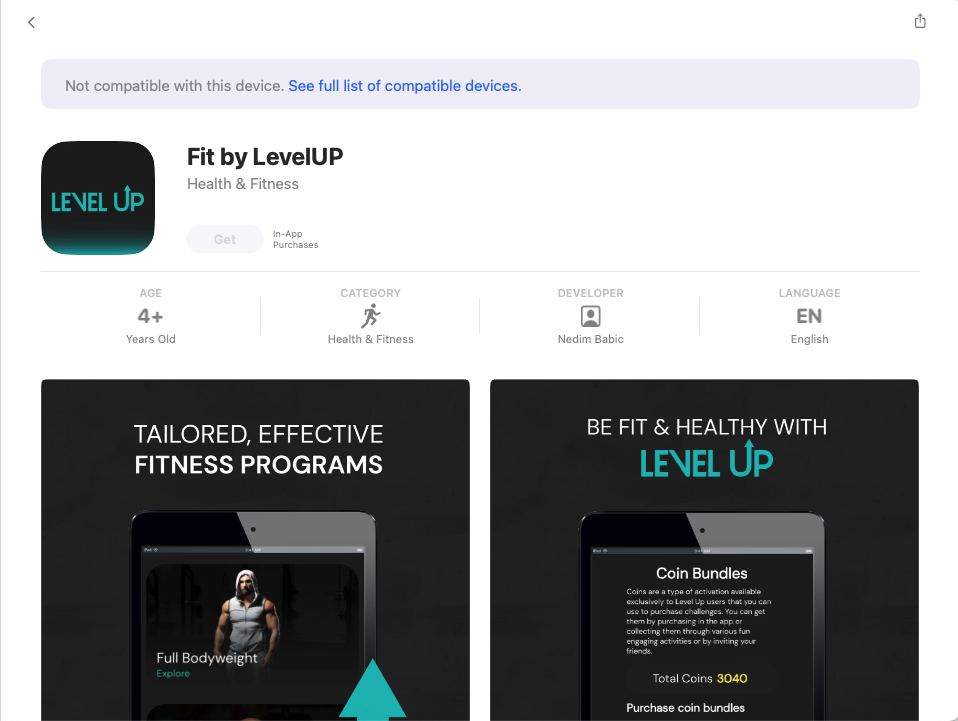 Not compatible with this device. See full list of compatible devices.
LEVEL UP
Fit by LevelUP
Health & Fitness
Get
In-App
Purchases
AGE
4+
Years Old
CATEGORY
Health & Fitness
DEVELOPER
Nedim Babic
LANGUAGE
EN
English
TAILORED, EFFECTIVE
FITNESS PROGRAMS
iPad
Full Bodyweight
Explore
BE FIT & HEALTHY WITH
LEVEL UP
iPad
Coin Bundles
Coins are a type of activation available
exclusively to Level Up users that you can
use to purchase challenges. You can get
them by purchasing in the app or
collecting them through various fun
engaging activities or by inviting your
friends.
Total Coins 3040
Purchase coin bundles